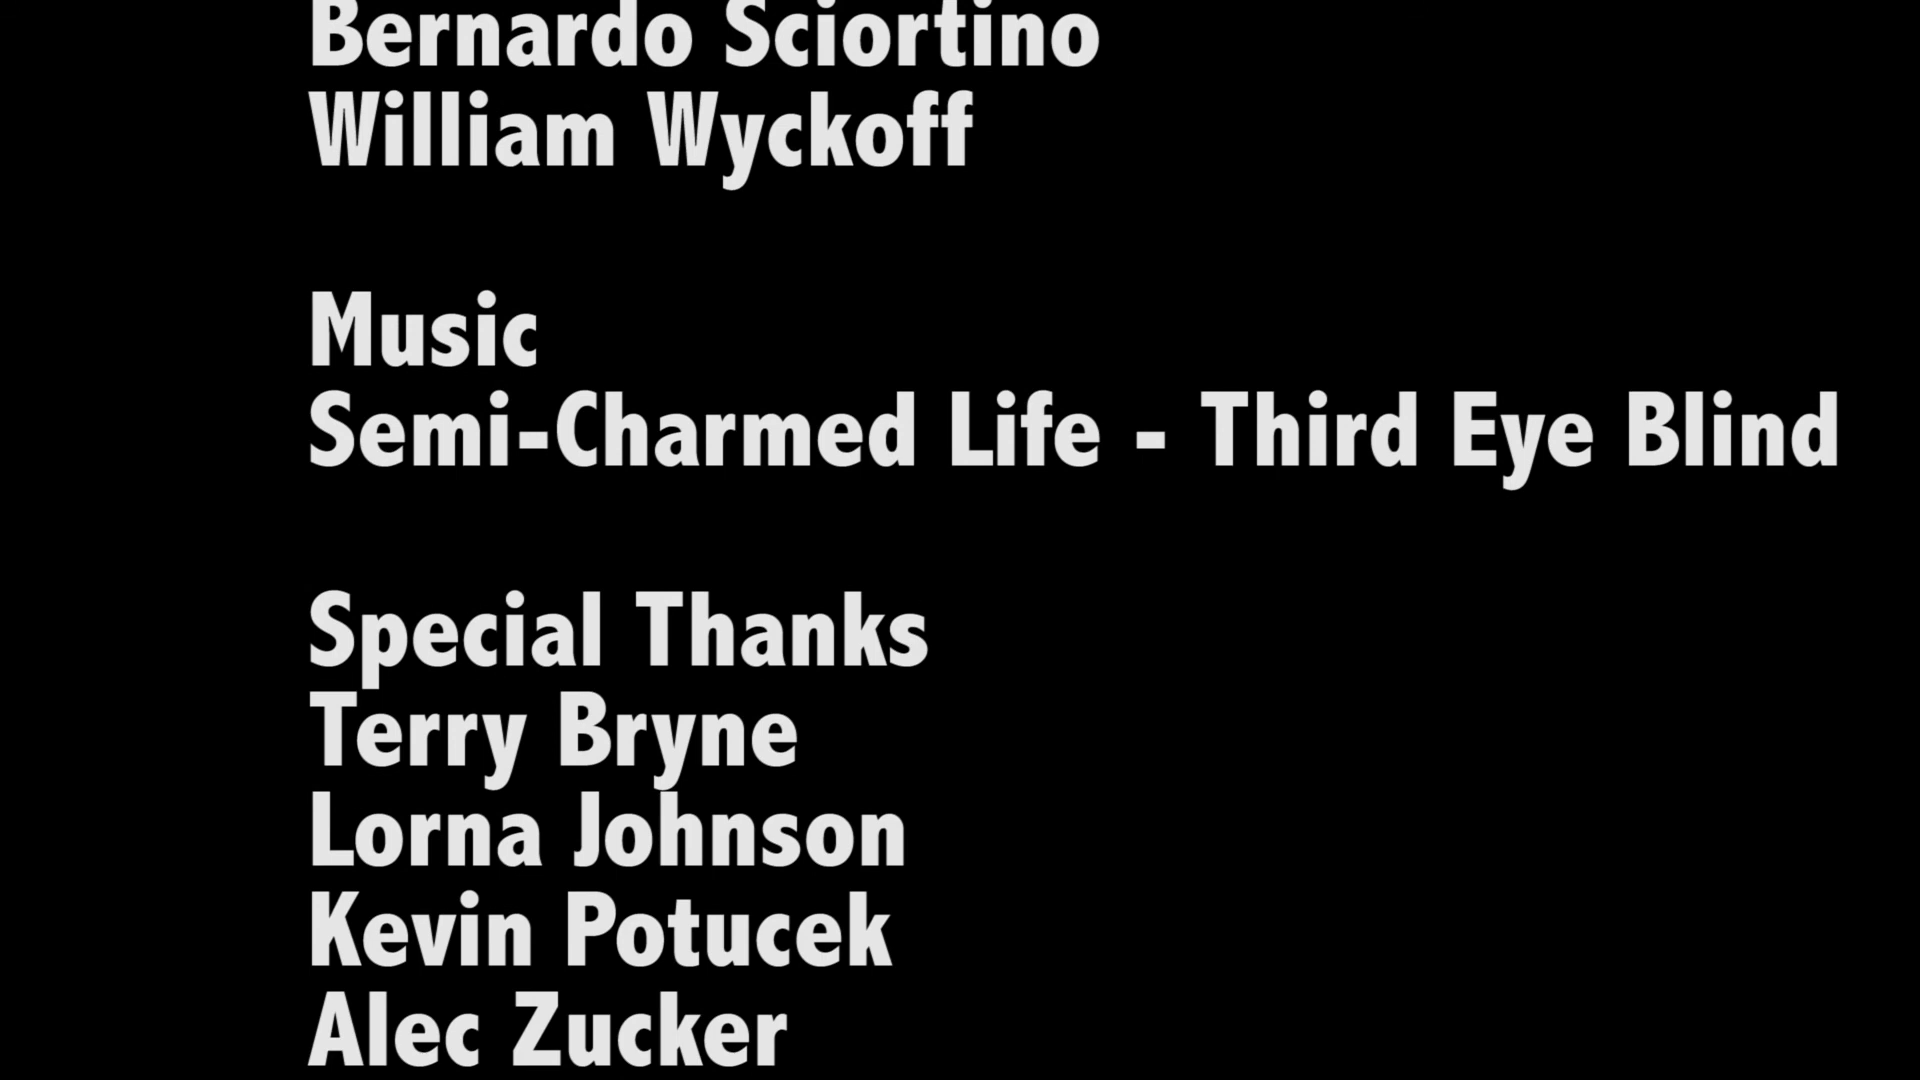 Bernardo Sciortino
William Wyckoff
Music
Semi-Charmed Life - Third Eye Blind
Special Thanks
Terry Bryne
Lorna Johnson
Kevin Potucek
Alec Zucker